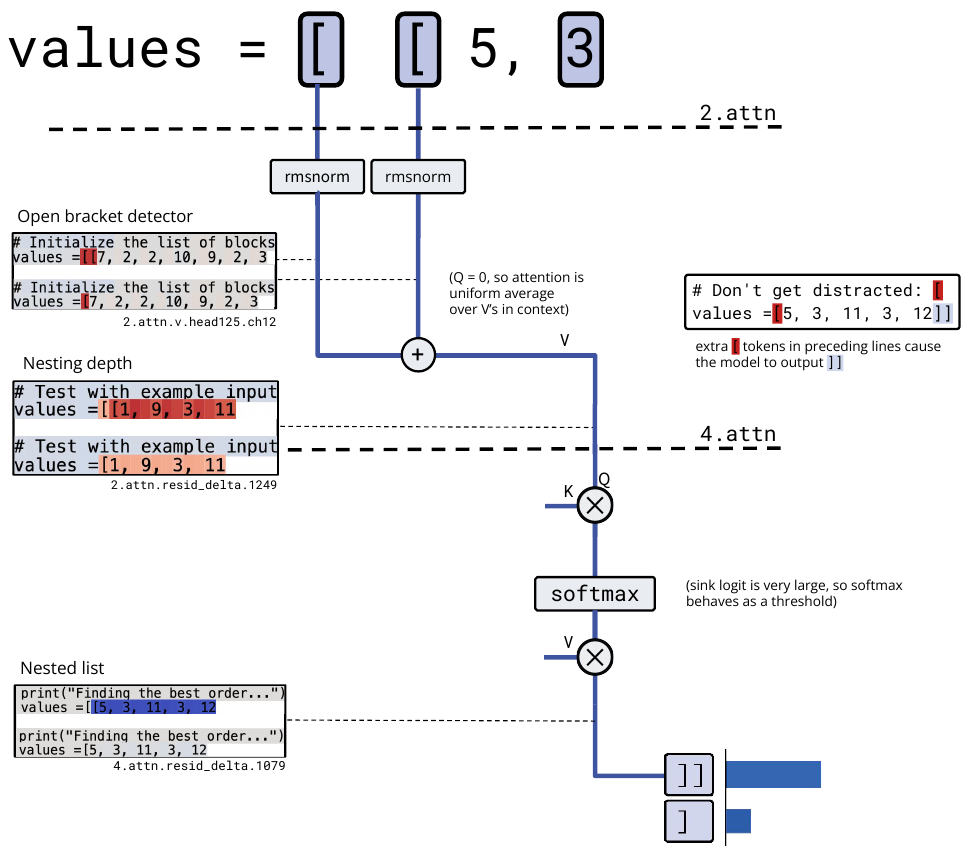 values = [ [ 5, 3
2.attn
rmsnorm rmsnorm
Open bracket detector
# Initialize the list of blocks
values =[[7, 2, 2, 10, 9, 2, 3
# Initialize the list of blocks
values =[7, 2, 2, 10, 9, 2, 3
2.attn.v.head125.ch12
(Q = 0, so attention is
uniform average
over V's in context)
# Don't get distracted: [
values =[5, 3, 11, 3, 12]]
extra [ tokens in preceding lines cause
the model to output ]]
+
V
Nesting depth
# Test with example input
values =[[1, 9, 3, 11
# Test with example input
values =[1, 9, 3, 11
2.attn.resid_delta.1249
4.attn
K Q
softmax
(sink logit is very large, so softmax
behaves as a threshold)
V
Nested list
print("Finding the best order...")
values =[[5, 3, 11, 3, 12
print("Finding the best order...")
values =[5, 3, 11, 3, 12
4.attn.resid_delta.1079
]]
]